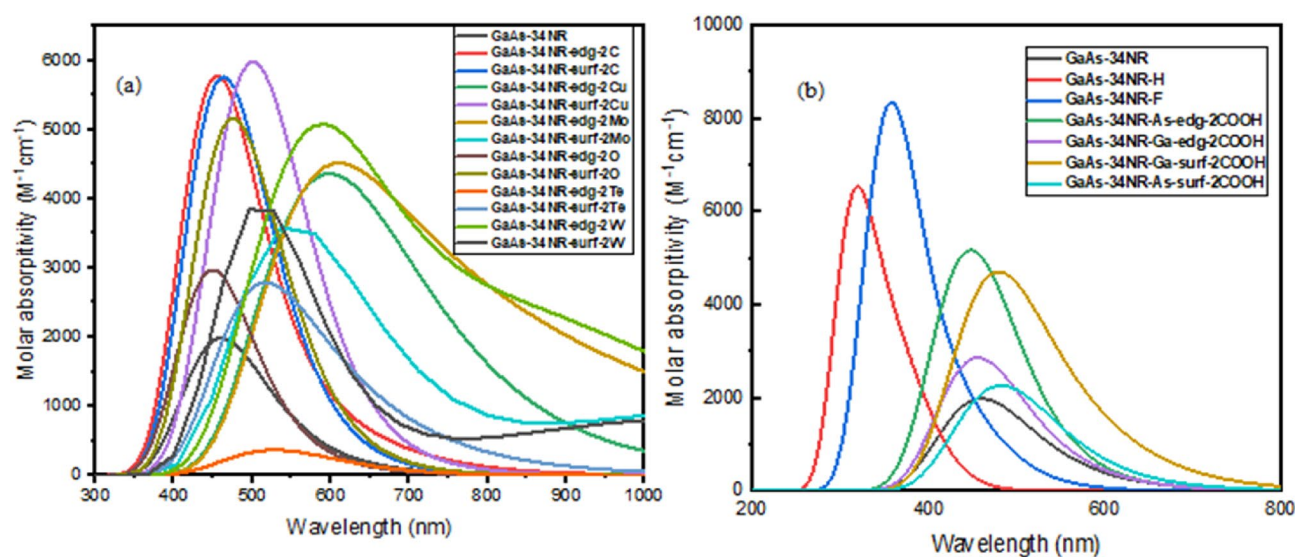 (a)
GaAs-34NR
GaAs-34NR-edg-2C
GaAs-34NR-surf-2C
GaAs-34NR-edg-2Cu
GaAs-34NR-surf-2Cu
GaAs-34NR-edg-2Mo
GaAs-34NR-surf-2Mo
GaAs-34NR-edg-2O
GaAs-34NR-surf-2O
GaAs-34NR-edg-2Te
GaAs-34NR-surf-2Te
GaAs-34NR-edg-2W
GaAs-34NR-surf-2W
Molar absorpitivity (M⁻¹cm⁻¹)
6000
5000
4000
3000
2000
1000
0
300 400 500 600 700 800 900 1000
Wavelength (nm)
(b)
GaAs-34NR
GaAs-34NR-H
GaAs-34NR-F
GaAs-34NR-As-edg-2COOH
GaAs-34NR-Ga-edg-2COOH
GaAs-34NR-Ga-surf-2COOH
GaAs-34NR-As-surf-2COOH
Molar absorpitivity (M⁻¹cm⁻¹)
10000
8000
6000
4000
2000
0
200 400 600 800
Wavelength (nm)